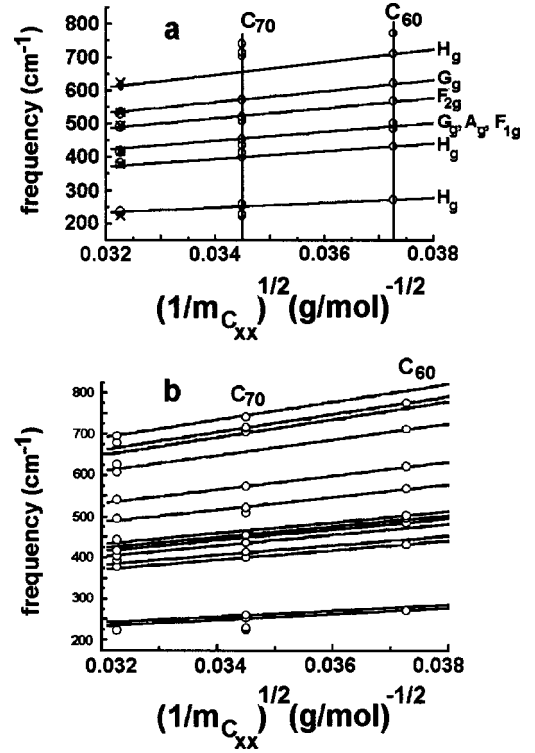 a
C70
C60
frequency (cm-1)
800
700
600
500
400
300
200
Hg
Gg
F2g
Gg, Ag, F1g
Hg
Hg
0.032 0.034 0.036 0.038
(1/mCxx)1/2(g/mol)-1/2
b
C70
C60
frequency (cm-1)
800
700
600
500
400
300
200
0.032 0.034 0.036 0.038
(1/mCxx)1/2(g/mol)-1/2